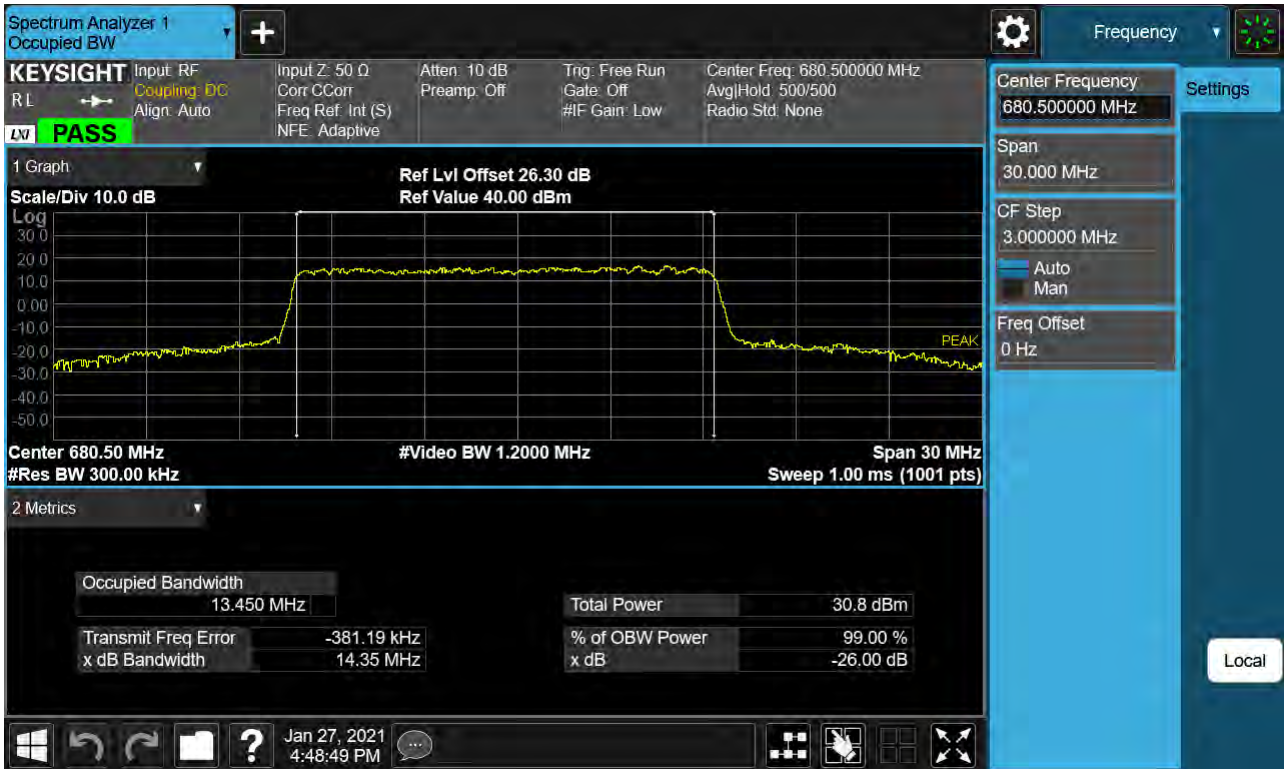 Spectrum Analyzer 1
Occupied BW
+
Frequency
KEYSIGHT
R L
LXI
PASS
Input: RF
Coupling: DC
Align: Auto
Input Z: 50 Ω
Corr CCorr
Freq Ref: Int (S)
NFE: Adaptive
Atten: 10 dB
Preamp: Off
Trig: Free Run
Gate: Off
#IF Gain: Low
Center Freq: 680.500000 MHz
Avg|Hold: 500/500
Radio Std: None
Center Frequency
680.500000 MHz
Settings
Span
30.000 MHz
CF Step
3.000000 MHz
Auto
Man
Freq Offset
0 Hz
Local
1 Graph
Scale/Div 10.0 dB
Ref Lvl Offset 26.30 dB
Ref Value 40.00 dBm
Log
30.0
20.0
10.0
0.00
-10.0
-20.0
-30.0
-40.0
-50.0
PEAK
Center 680.50 MHz
#Video BW 1.2000 MHz
Span 30 MHz
#Res BW 300.00 kHz
Sweep 1.00 ms (1001 pts)
2 Metrics
Occupied Bandwidth
13.450 MHz
Total Power 30.8 dBm
Transmit Freq Error -381.19 kHz
% of OBW Power 99.00 %
x dB Bandwidth 14.35 MHz
x dB -26.00 dB
?
Jan 27, 2021
4:48:49 PM